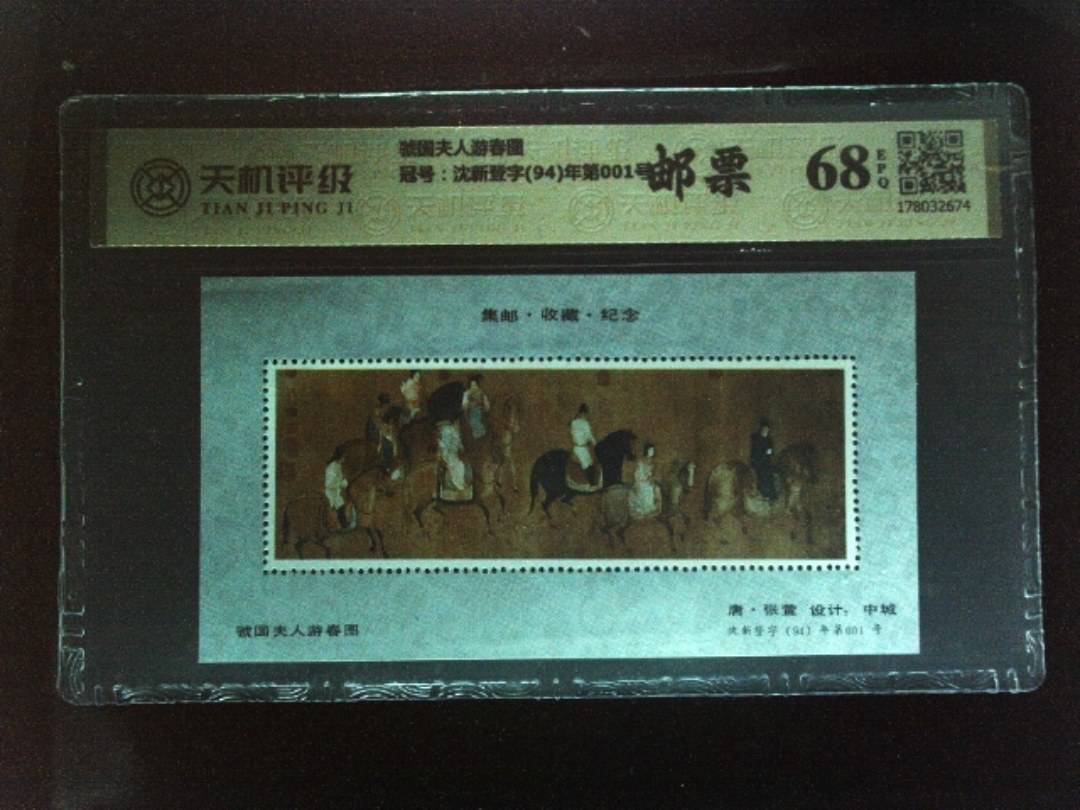 天机评级
TIAN JI PING JI
虢國夫人游春圖
冠号：沈新登字(94)年第001号
邮票
68
EPQ
178032674
集邮·收藏·纪念
虢国夫人游春图
唐·张萱 设计：申城
沈新登字（94）年第001号